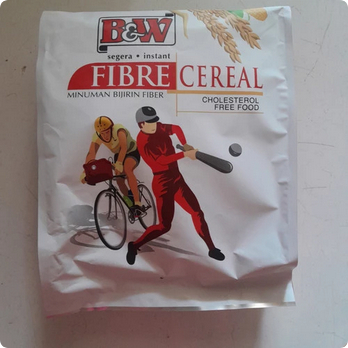 B&W
segera • instant
FIBRE CEREAL
MINUMAN BIJIRIN FIBER
CHOLESTEROL
FREE FOOD